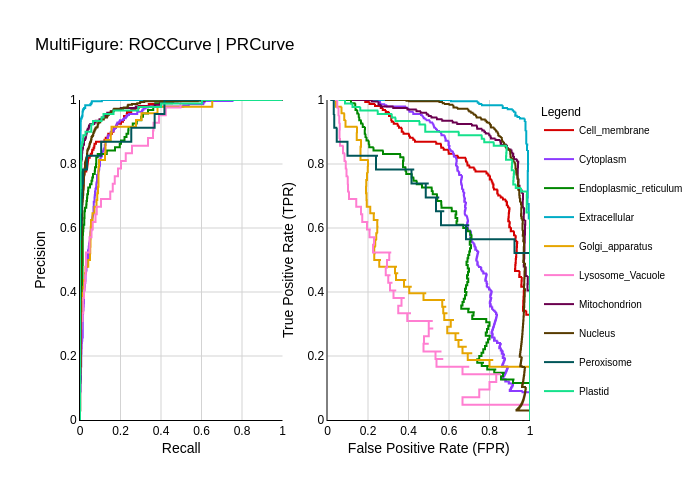 MultiFigure: ROCCurve | PRCurve
Precision
1
0.8
0.6
0.4
0.2
0
0 0.2 0.4 0.6 0.8 1
Recall
True Positive Rate (TPR)
1
0.8
0.6
0.4
0.2
0
0 0.2 0.4 0.6 0.8 1
False Positive Rate (FPR)
Legend
Cell_membrane
Cytoplasm
Endoplasmic_reticulum
Extracellular
Golgi_apparatus
Lysosome_Vacuole
Mitochondrion
Nucleus
Peroxisome
Plastid